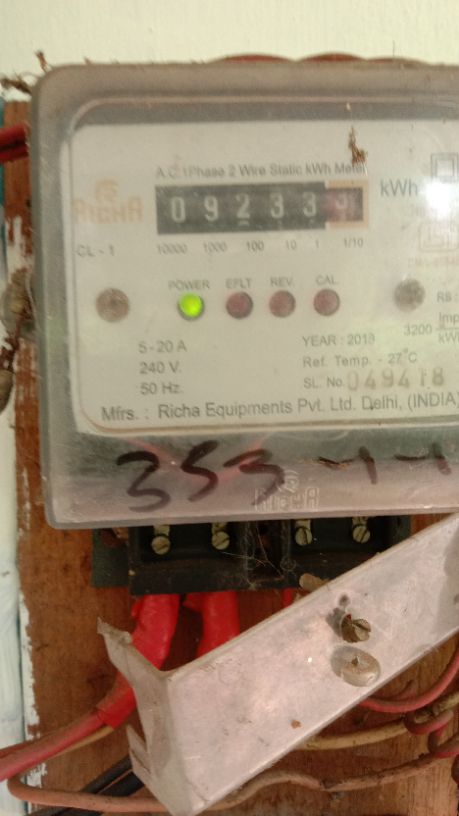 A.C. 1Phase 2 Wire Static kWh Meter
RICHA
0 9 2 3 3
kWh
10000 1000 100 10 1 1/10
CL - 1
POWER EFLT REV. CAL.
5 - 20 A
240 V.
50 Hz.
YEAR : 2013
Ref. Temp. - 27°C
SL. No. 049418
3200 Imp
kW
Mfrs. : Richa Equipments Pvt. Ltd. Delhi, (INDIA)
353
RICHA